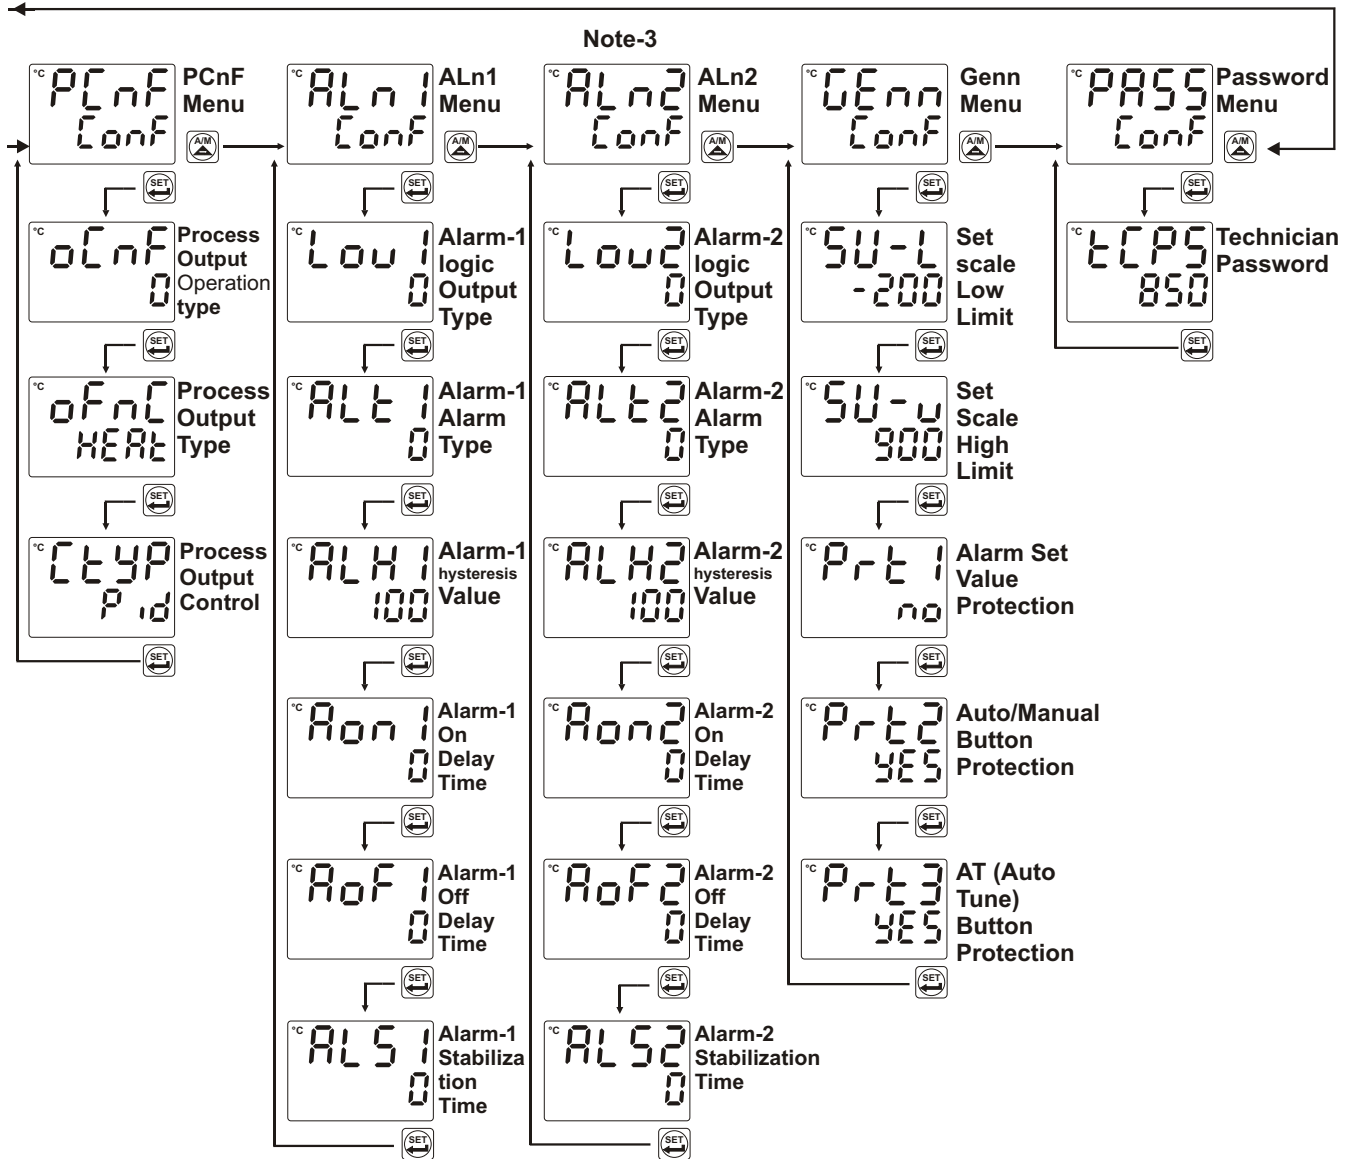 Note-3
°C PCnF
ConF
PCnF
Menu
A/M
°C ALn1
ConF
ALn1
Menu
A/M
°C ALn2
ConF
ALn2
Menu
A/M
°C GEnn
ConF
Genn
Menu
A/M
°C PASS
ConF
Password
Menu
A/M
SET
SET
SET
SET
SET
°C oCnF
0
Process
Output
Operation
type
°C Lou1
0
Alarm-1
logic
Output
Type
°C Lou2
0
Alarm-2
logic
Output
Type
°C SU-L
-200
Set
scale
Low
Limit
°C tCPS
850
Technician
Password
SET
SET
SET
SET
SET
°C oFnC
HEAt
Process
Output
Type
°C ALt1
0
Alarm-1
Alarm
Type
°C ALt2
0
Alarm-2
Alarm
Type
°C SU-u
900
Set
Scale
High
Limit
SET
SET
SET
SET
°C CtyP
Pid
Process
Output
Control
°C ALH1
100
Alarm-1
hysteresis
Value
°C ALH2
100
Alarm-2
hysteresis
Value
°C Prt1
no
Alarm Set
Value
Protection
SET
SET
SET
SET
°C Aon1
0
Alarm-1
On
Delay
Time
°C Aon2
0
Alarm-2
On
Delay
Time
°C Prt2
YES
Auto/Manual
Button
Protection
SET
SET
SET
°C AoF1
0
Alarm-1
Off
Delay
Time
°C AoF2
0
Alarm-2
Off
Delay
Time
°C Prt3
YES
AT (Auto
Tune)
Button
Protection
SET
SET
SET
°C ALS1
0
Alarm-1
Stabiliza
tion
Time
°C ALS2
0
Alarm-2
Stabilization
Time
SET
SET